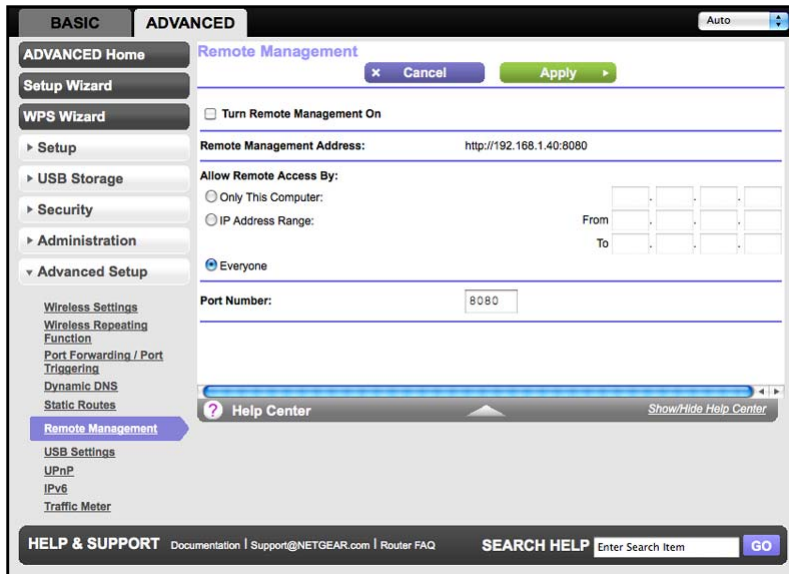 BASIC
ADVANCED
Auto
ADVANCED Home
Setup Wizard
WPS Wizard
Setup
USB Storage
Security
Administration
Advanced Setup
Wireless Settings
Wireless Repeating
Function
Port Forwarding / Port
Triggering
Dynamic DNS
Static Routes
Remote Management
USB Settings
UPnP
IPv6
Traffic Meter
Remote Management
× Cancel
Apply
Turn Remote Management On
Remote Management Address: http://192.168.1.40:8080
Allow Remote Access By:
Only This Computer: . . .
IP Address Range: From . . .
To . . .
Everyone
Port Number: 8080
? Help Center
Show/Hide Help Center
HELP & SUPPORT Documentation | Support@NETGEAR.com | Router FAQ
SEARCH HELP Enter Search Item GO